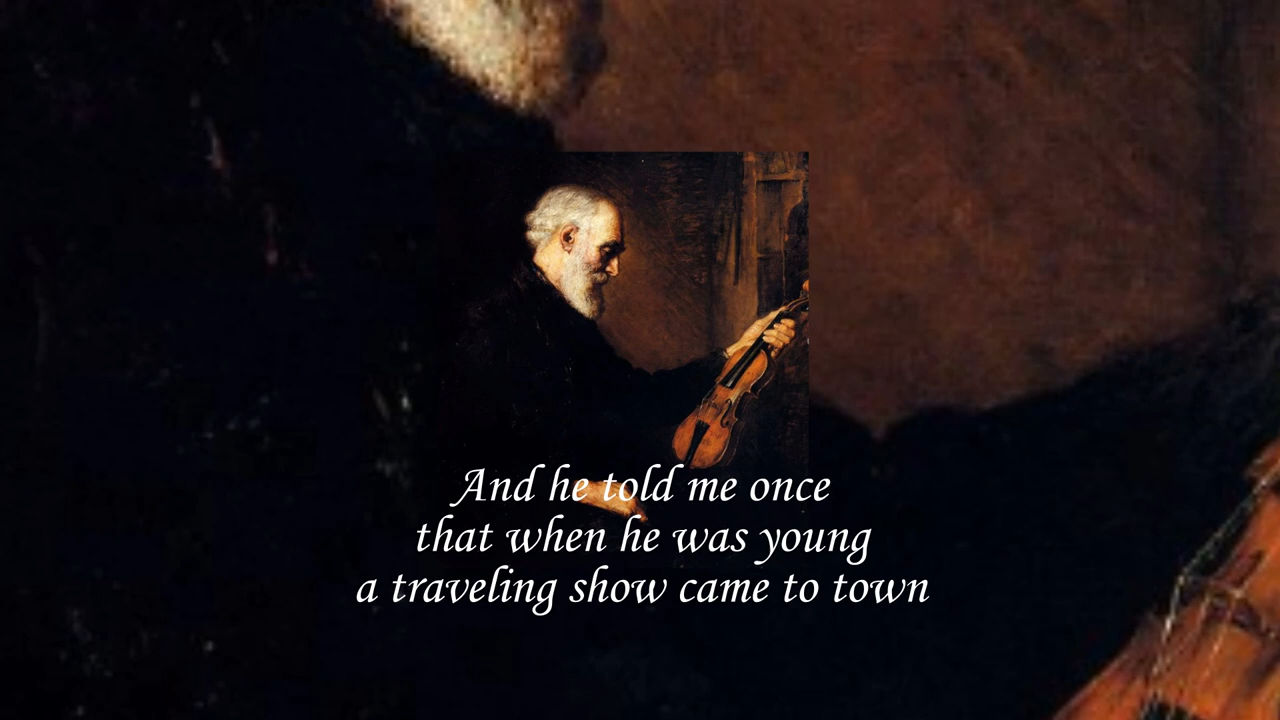 And he told me once
that when he was young
a traveling show came to town